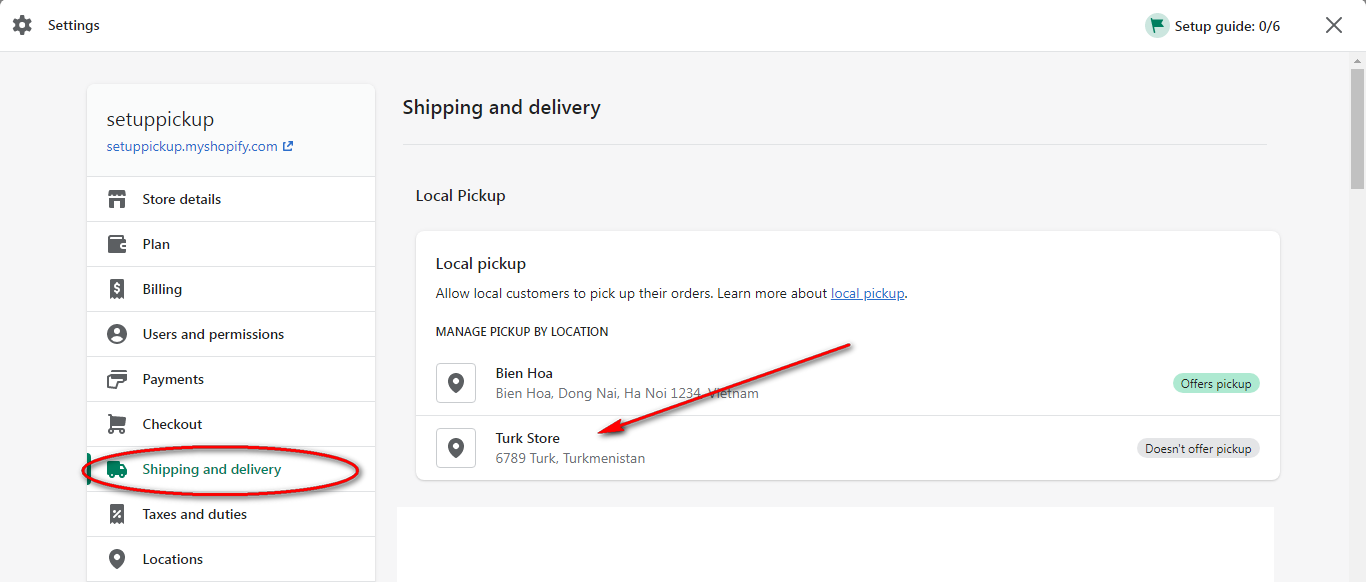 Settings
Setup guide: 0/6
setuppickup
setuppickup.myshopify.com
Store details
Plan
Billing
Users and permissions
Payments
Checkout
Shipping and delivery
Taxes and duties
Locations
Shipping and delivery
Local Pickup
Local pickup
Allow local customers to pick up their orders. Learn more about local pickup.
MANAGE PICKUP BY LOCATION
Bien Hoa
Bien Hoa, Dong Nai, Ha Noi 1234, Vietnam
Offers pickup
Turk Store
6789 Turk, Turkmenistan
Doesn't offer pickup